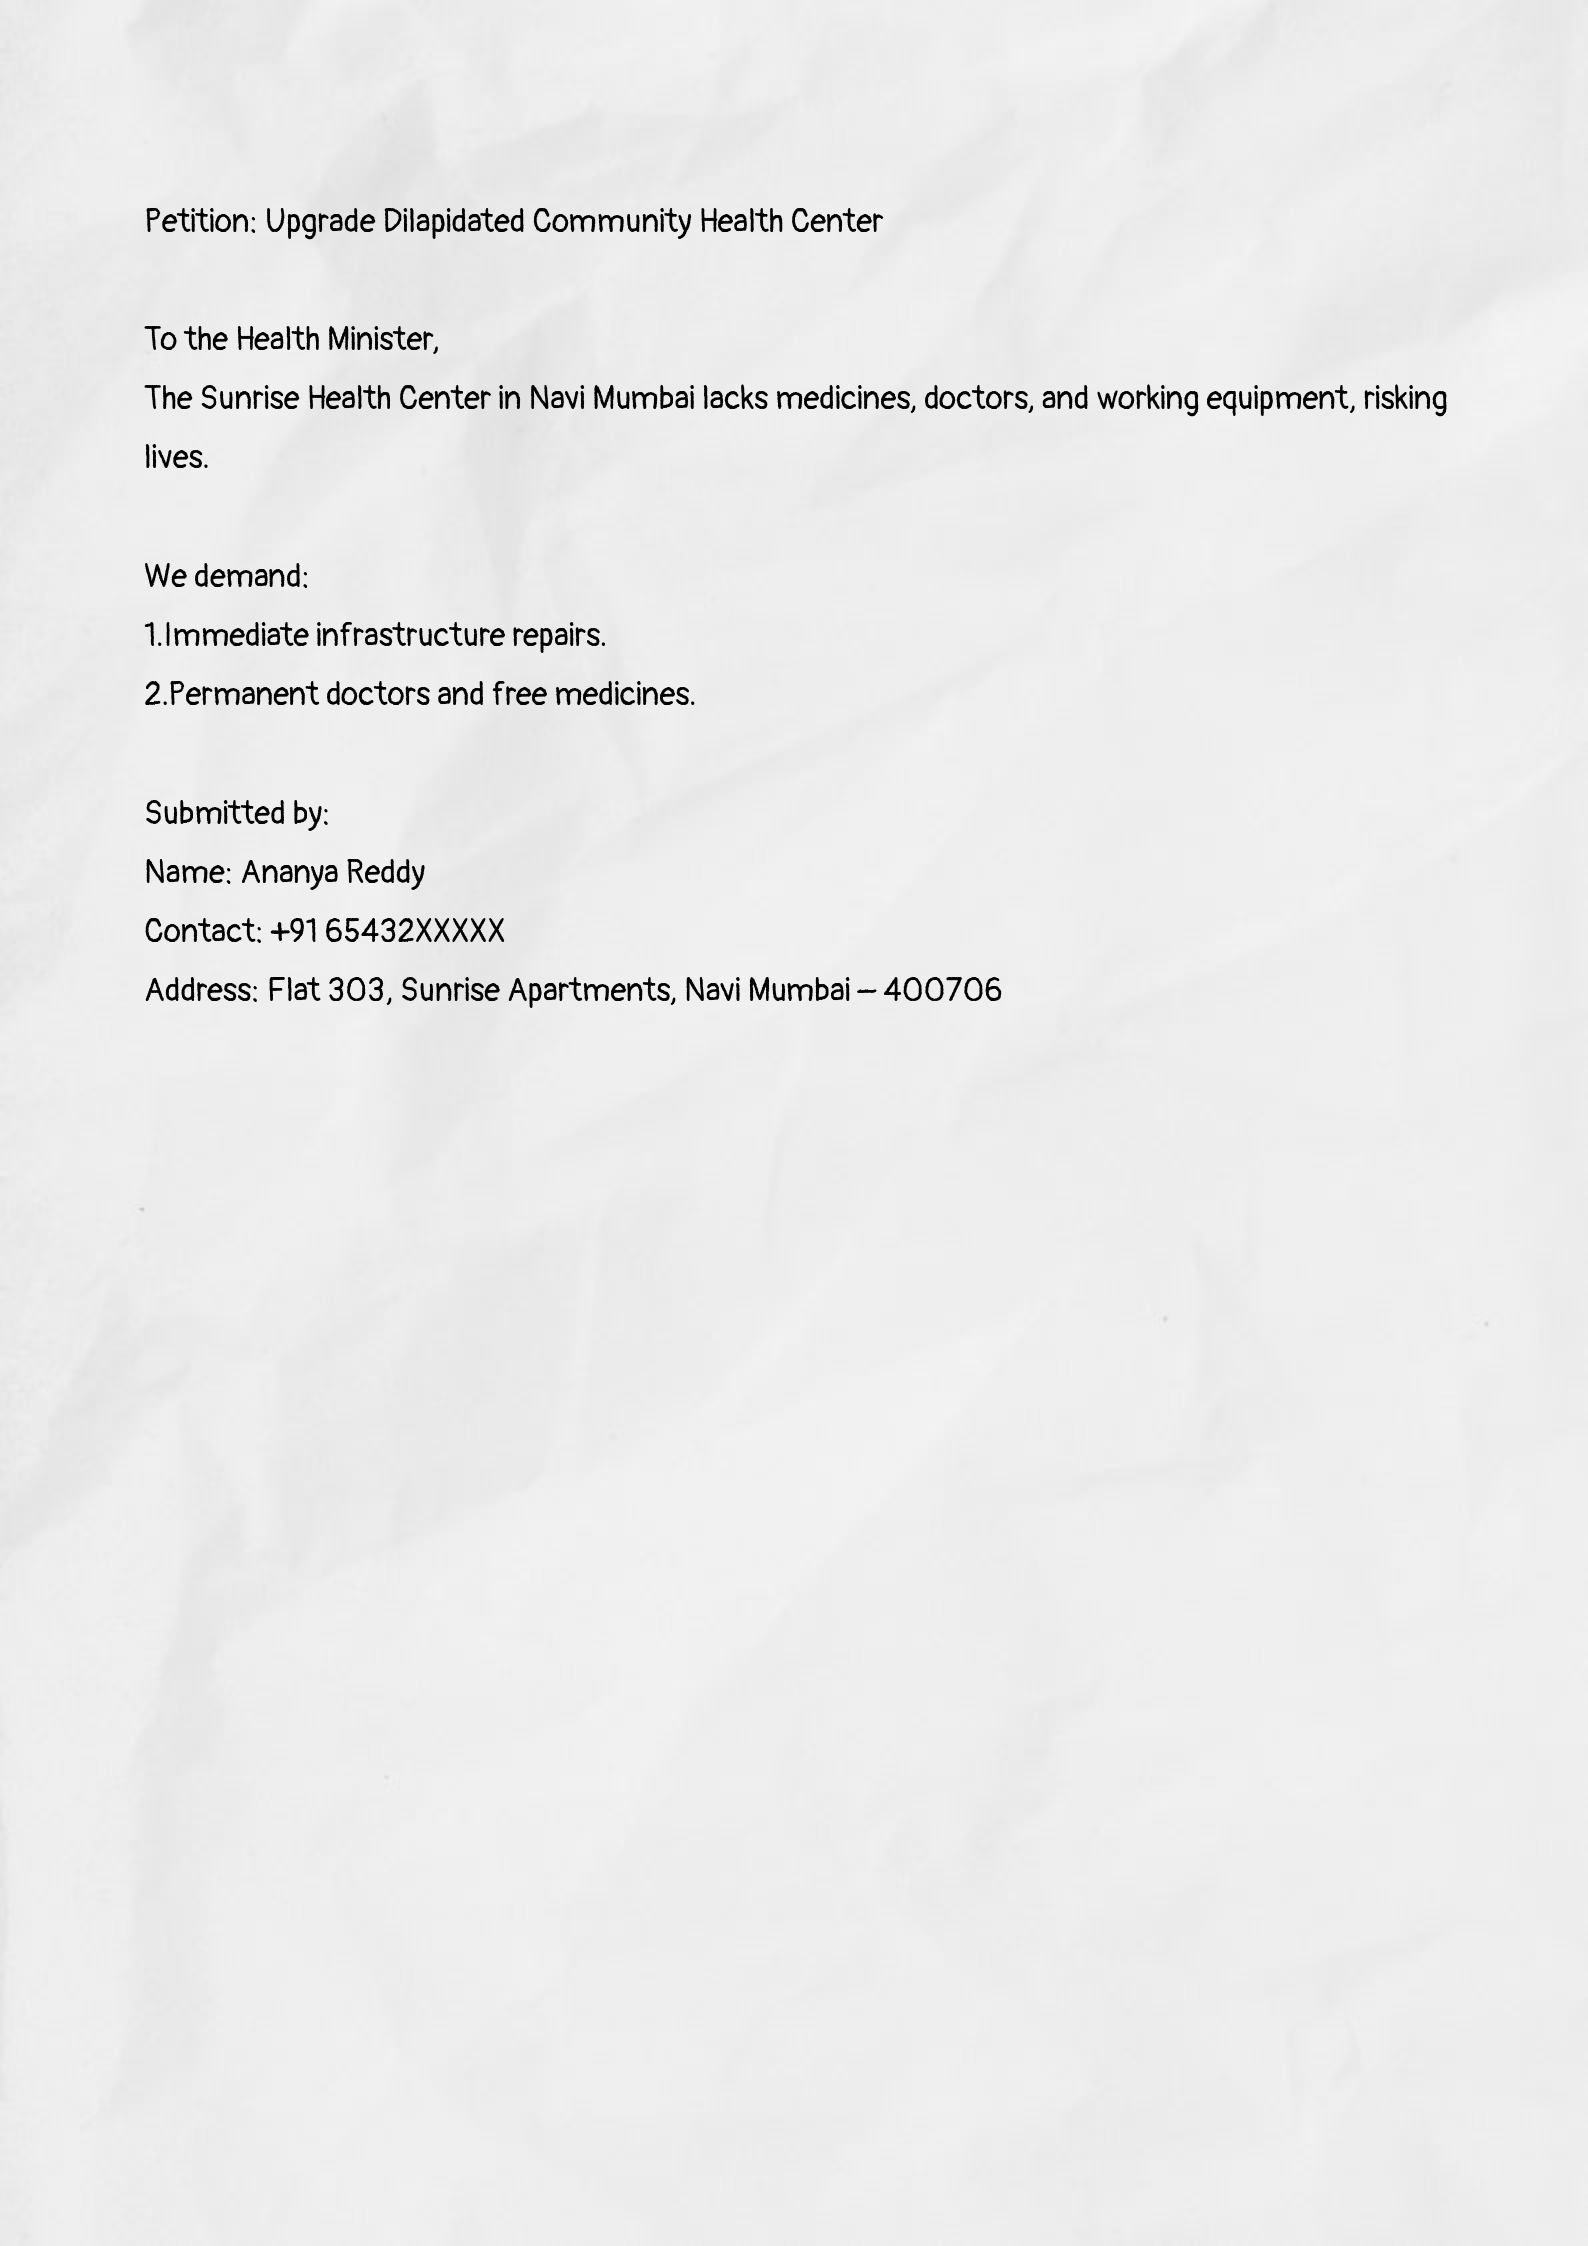 Petition: Upgrade Dilapidated Community Health Center
To the Health Minister,
The Sunrise Health Center in Navi Mumbai lacks medicines, doctors, and working equipment, risking
lives.
We demand:
1.Immediate infrastructure repairs.
2.Permanent doctors and free medicines.
Submitted by:
Name: Ananya Reddy
Contact: +91 65432XXXXX
Address: Flat 303, Sunrise Apartments, Navi Mumbai – 400706